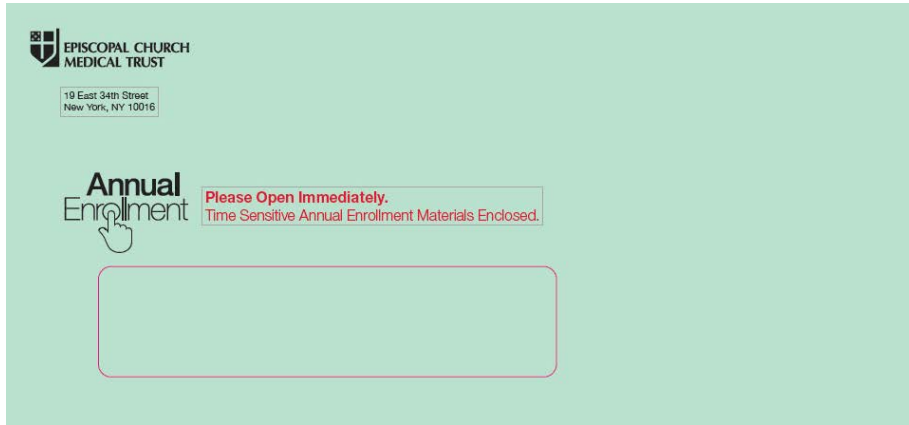 EPISCOPAL CHURCH
MEDICAL TRUST
19 East 34th Street
New York, NY 10016
Annual
Enrollment
Please Open Immediately.
Time Sensitive Annual Enrollment Materials Enclosed.